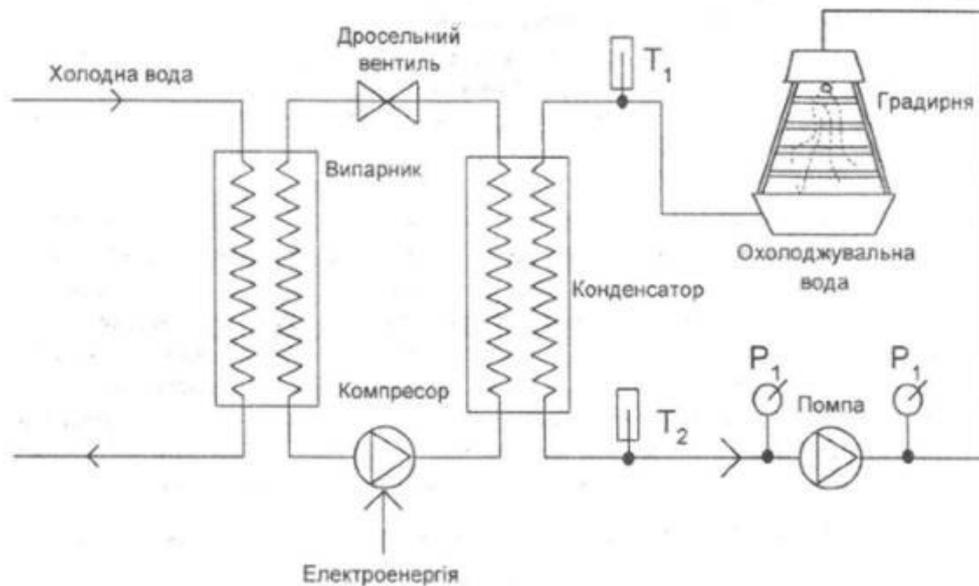 Дросельний
вентиль
T1
Холодна вода
Градирня
Випарник
Охолоджувальна
вода
Конденсатор
P1
P1
Компресор
Помпа
T2
Електроенергія